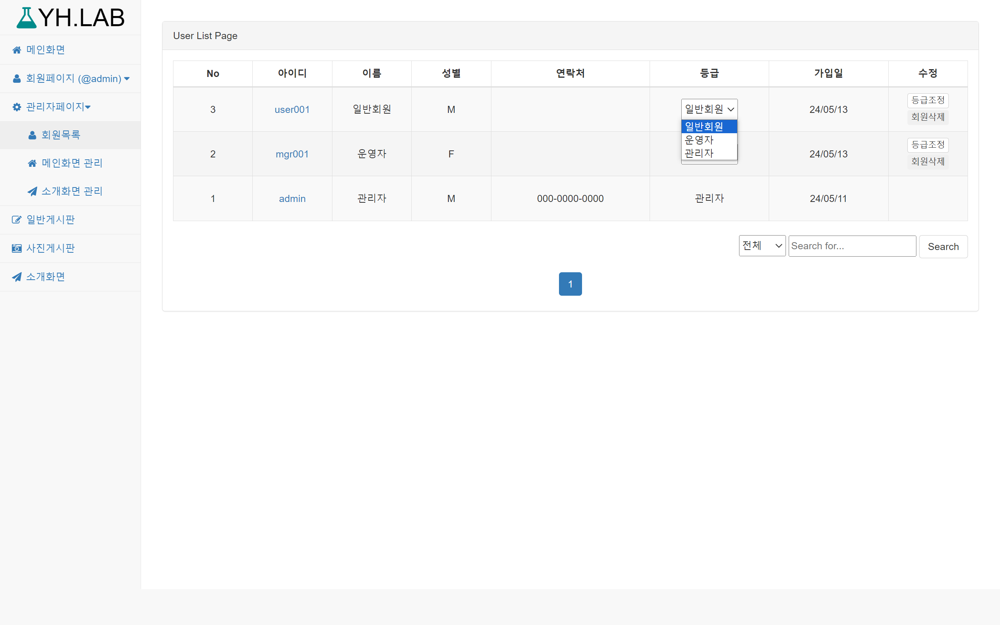 YH.LAB
메인화면
회원페이지 (@admin)
관리자페이지
회원목록
메인화면 관리
소개화면 관리
일반게시판
사진게시판
소개화면
User List Page
No 아이디 이름 성별 연락처 등급 가입일 수정
3 user001 일반회원 M 일반회원 24/05/13 등급조정
회원삭제
일반회원
운영자
관리자
2 mgr001 운영자 F 24/05/13 등급조정
회원삭제
1 admin 관리자 M 000-0000-0000 관리자 24/05/11
전체 Search for... Search
1